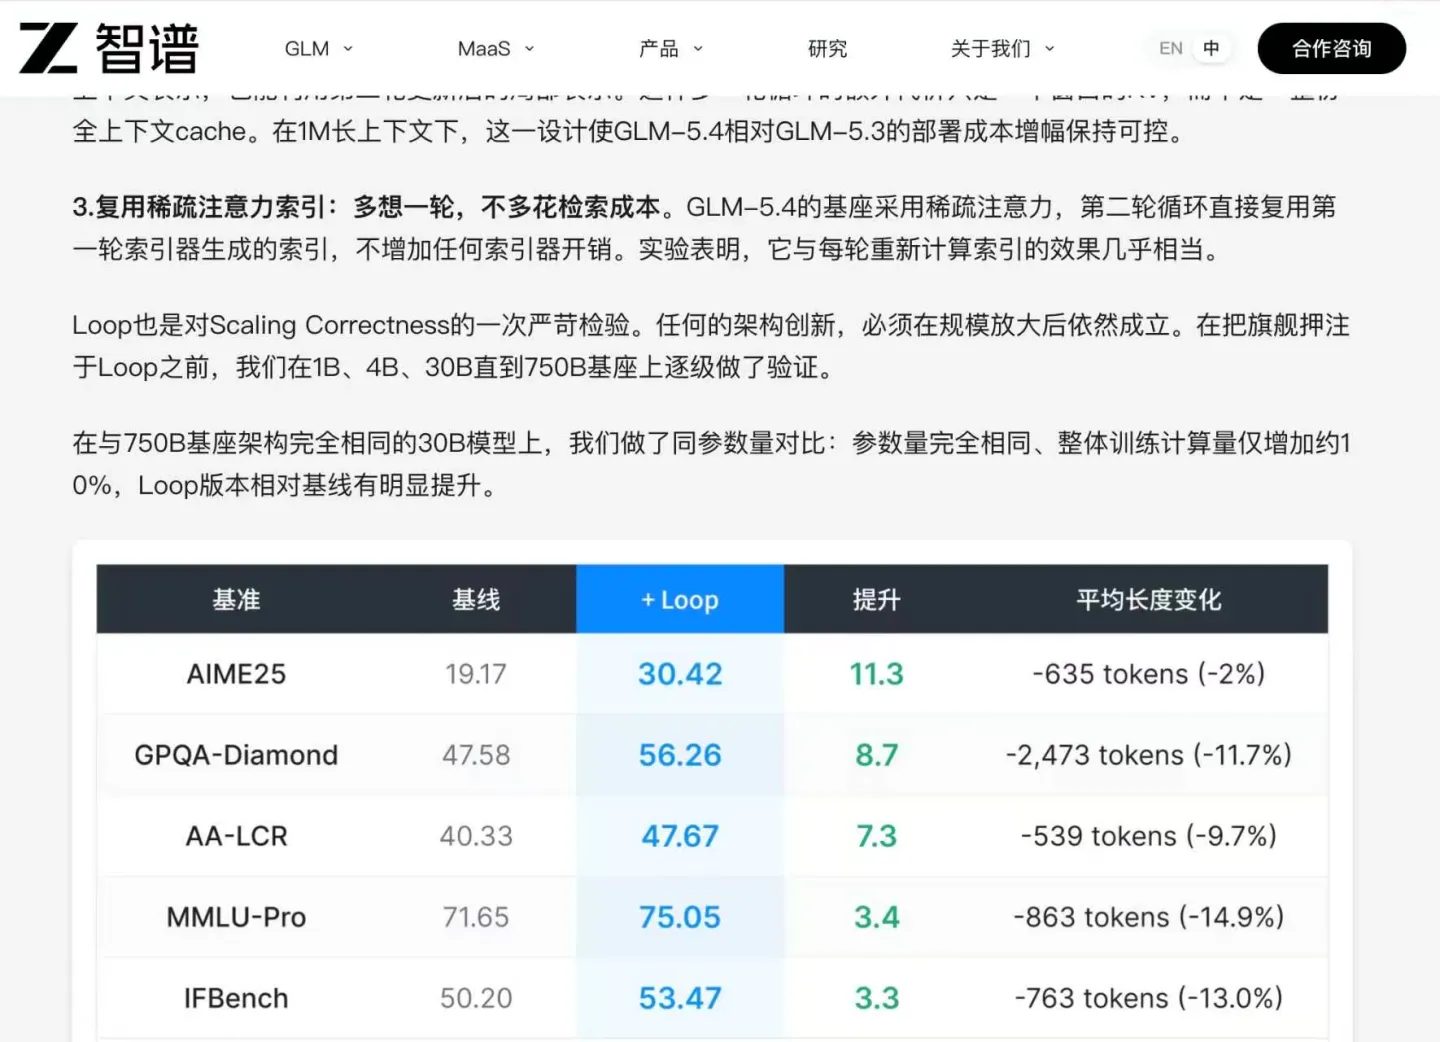 智谱
GLM
MaaS
产品
研究
关于我们
EN 中
合作咨询
全上下文cache。在1M长上下文下，这一设计使GLM-5.4相对GLM-5.3的部署成本增幅保持可控。
3.复用稀疏注意力索引：多想一轮，不多花检索成本。GLM-5.4的基座采用稀疏注意力，第二轮循环直接复用第
一轮索引器生成的索引，不增加任何索引器开销。实验表明，它与每轮重新计算索引的效果几乎相当。
Loop也是对Scaling Correctness的一次严苛检验。任何的架构创新，必须在规模放大后依然成立。在把旗舰押注
于Loop之前，我们在1B、4B、30B直到750B基座上逐级做了验证。
在与750B基座架构完全相同的30B模型上，我们做了同参数量对比：参数量完全相同、整体训练计算量仅增加约1
0%，Loop版本相对基线有明显提升。
基准 基线 + Loop 提升 平均长度变化
AIME25 19.17 30.42 11.3 -635 tokens (-2%)
GPQA-Diamond 47.58 56.26 8.7 -2,473 tokens (-11.7%)
AA-LCR 40.33 47.67 7.3 -539 tokens (-9.7%)
MMLU-Pro 71.65 75.05 3.4 -863 tokens (-14.9%)
IFBench 50.20 53.47 3.3 -763 tokens (-13.0%)